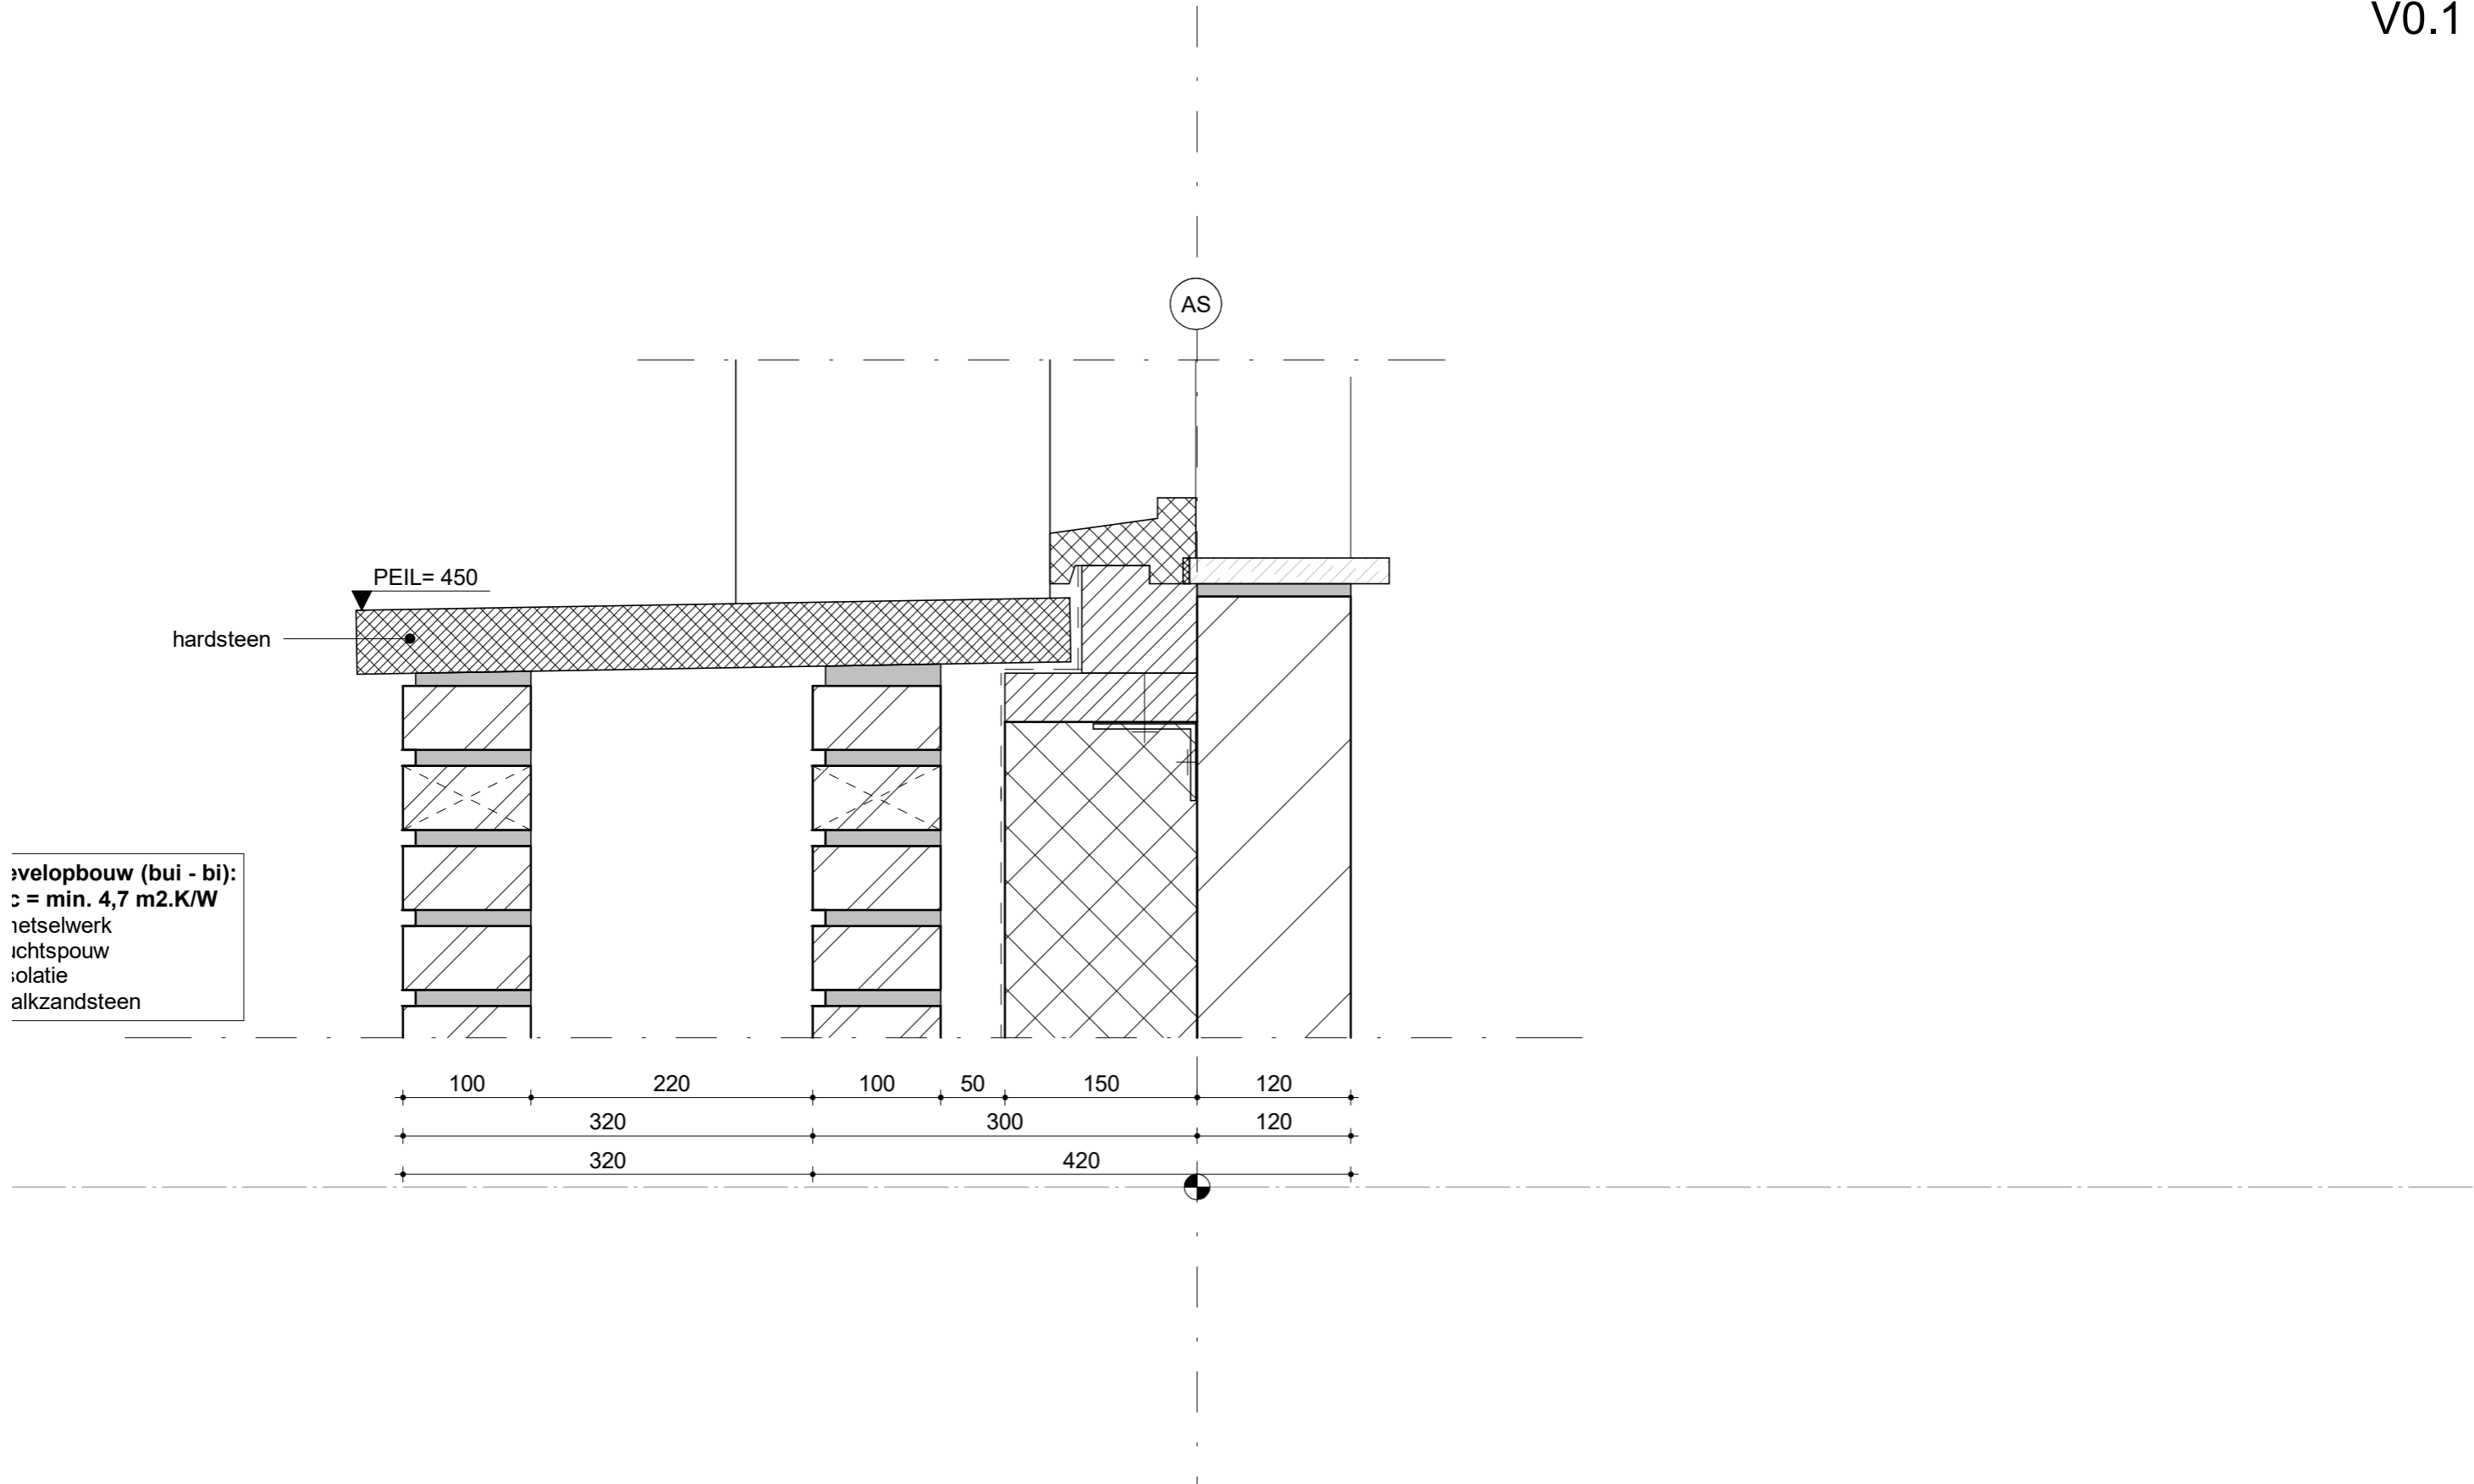 V0.1
AS
PEIL= 450
hardsteen
evelopbouw (bui - bi):
c = min. 4,7 m2.K/W
netselwerk
uchtspouw
solatie
alkzandsteen
100 220 100 50 150 120
320 300 120
320 420